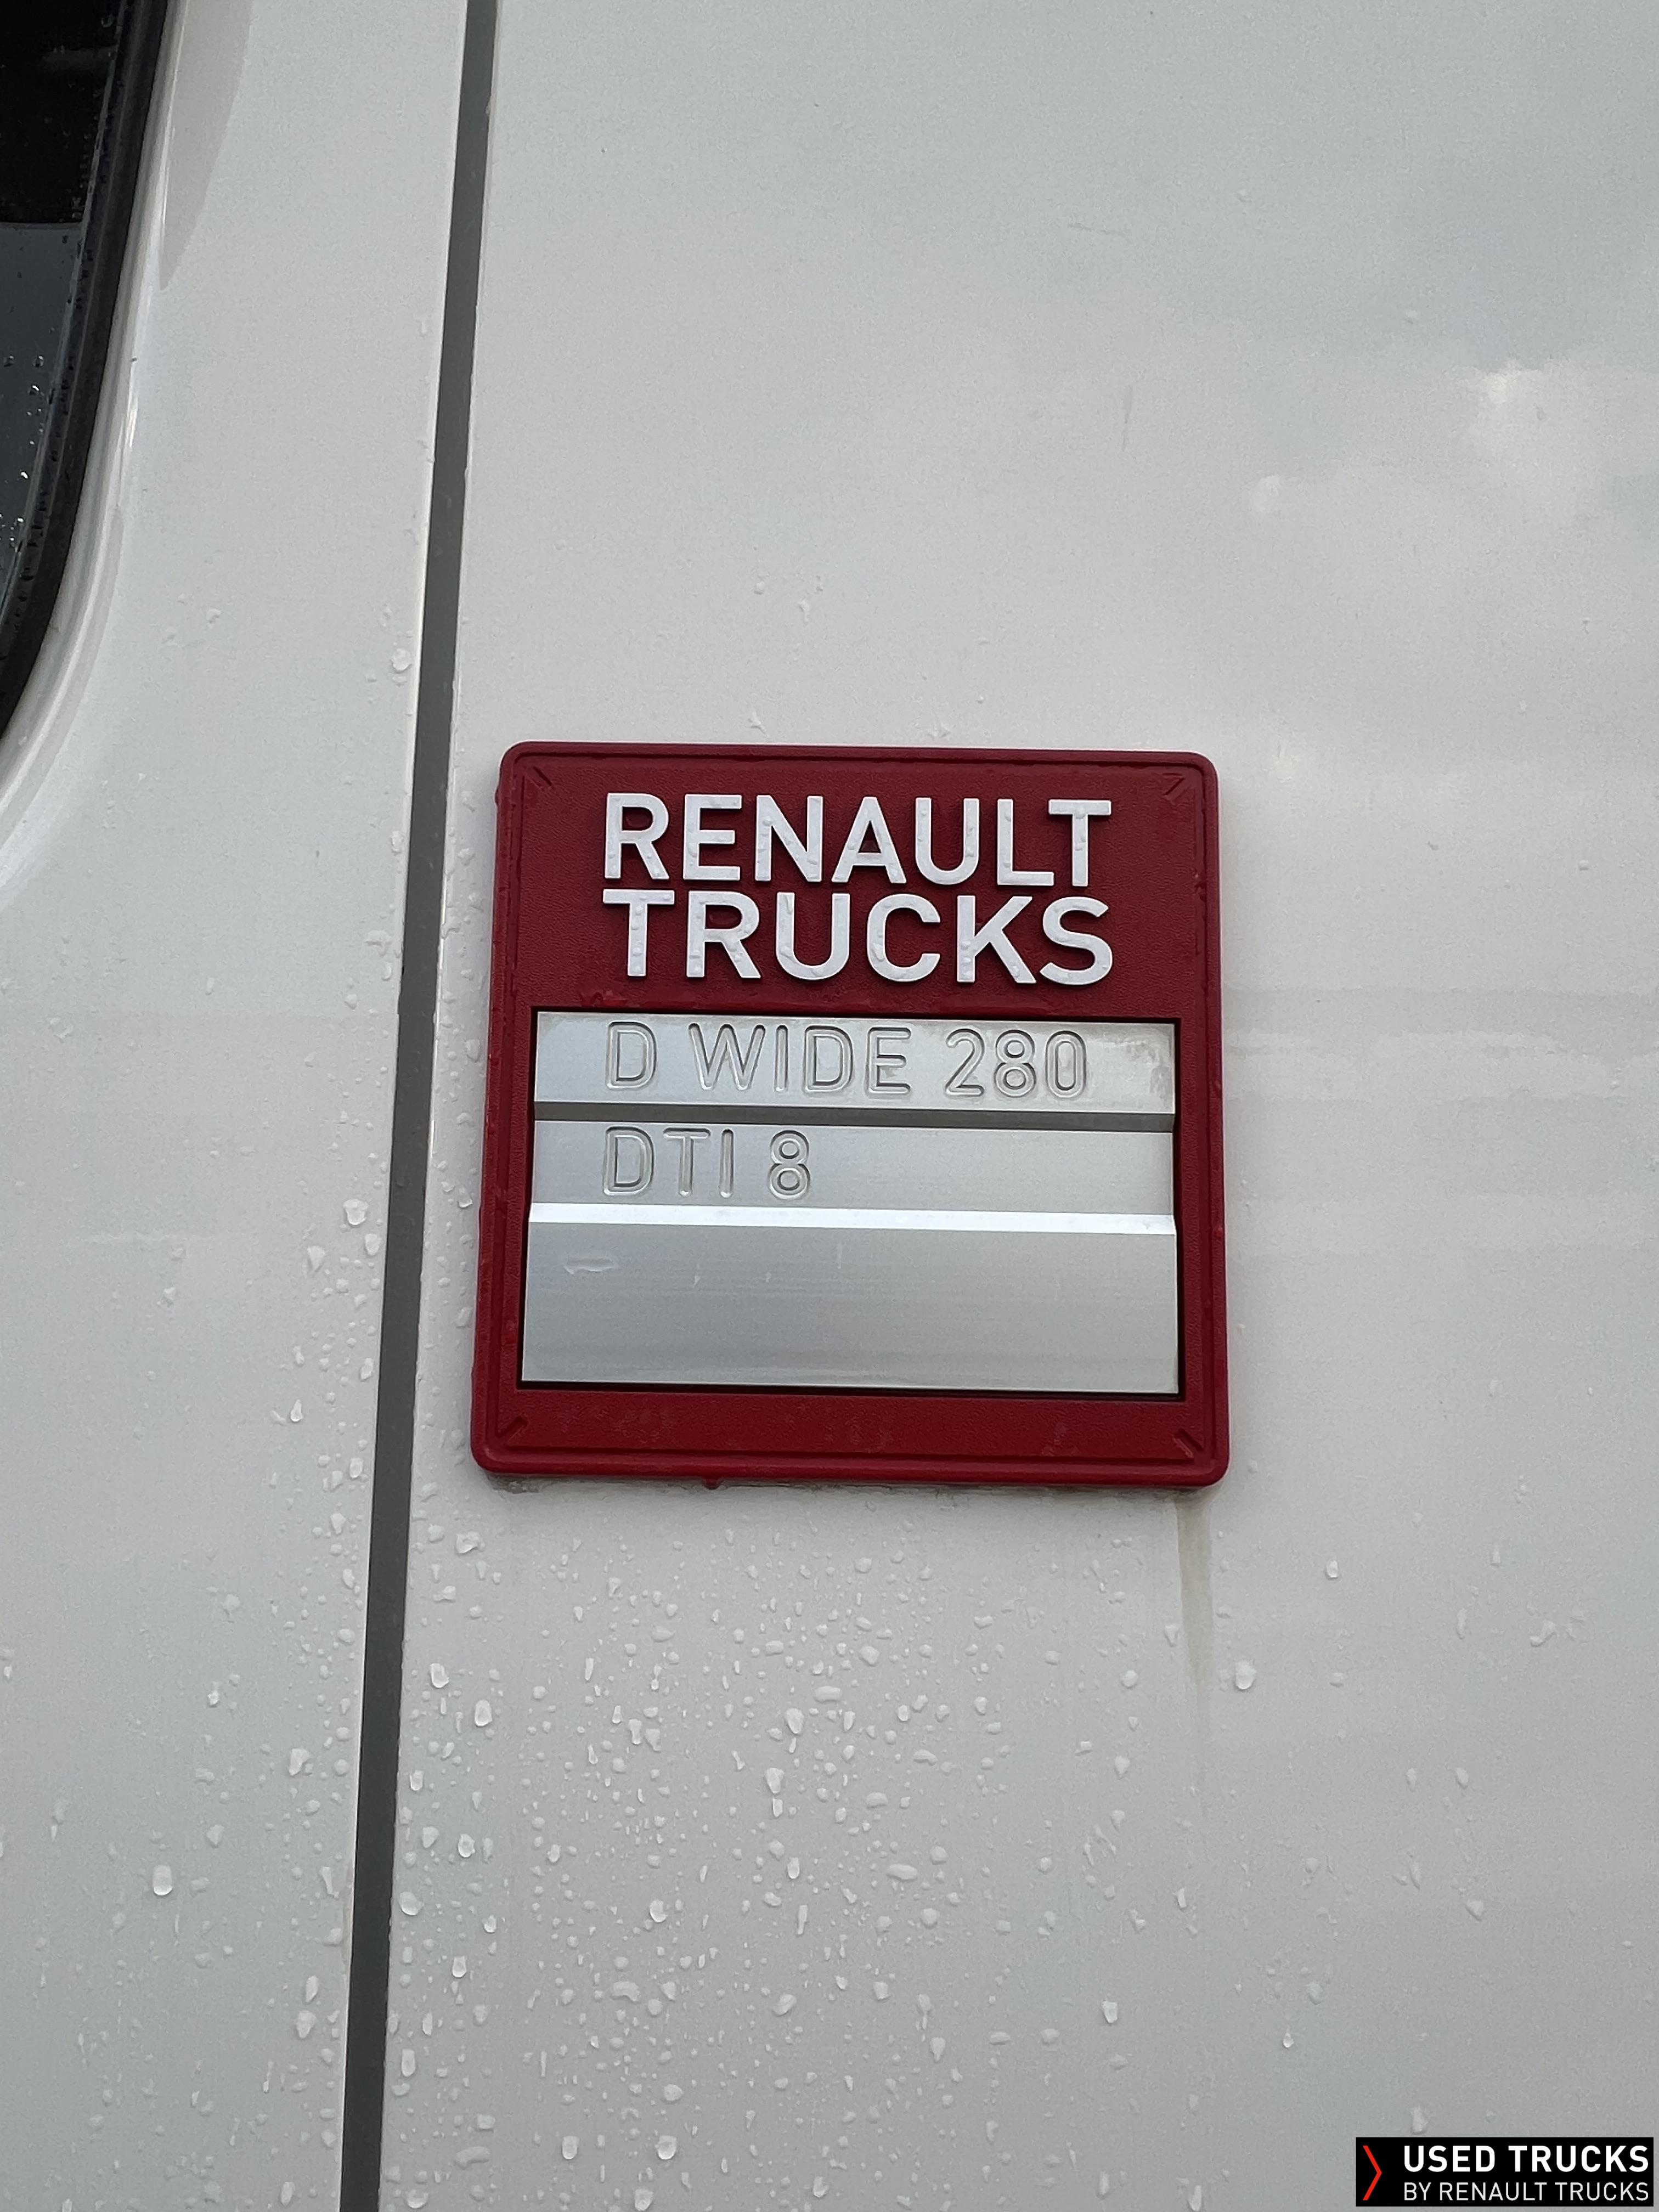 RENAULT
TRUCKS
D WIDE 280
DTI 8
USED TRUCKS
BY RENAULT TRUCKS